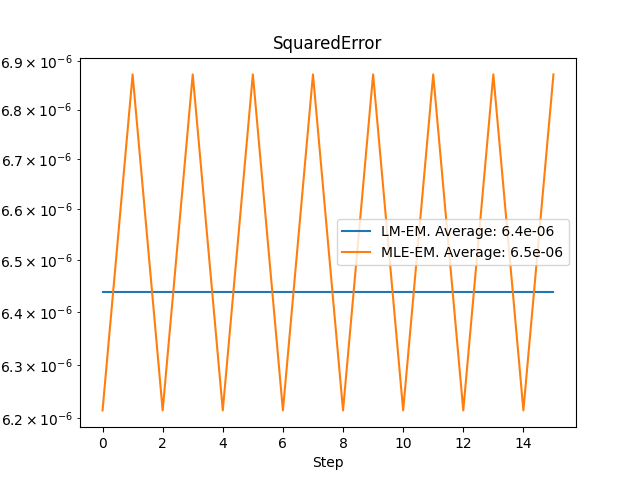 SquaredError
6.9 × 10⁻⁶
6.8 × 10⁻⁶
6.7 × 10⁻⁶
6.6 × 10⁻⁶
6.5 × 10⁻⁶
6.4 × 10⁻⁶
6.3 × 10⁻⁶
6.2 × 10⁻⁶
LM-EM. Average: 6.4e-06
MLE-EM. Average: 6.5e-06
0 2 4 6 8 10 12 14
Step